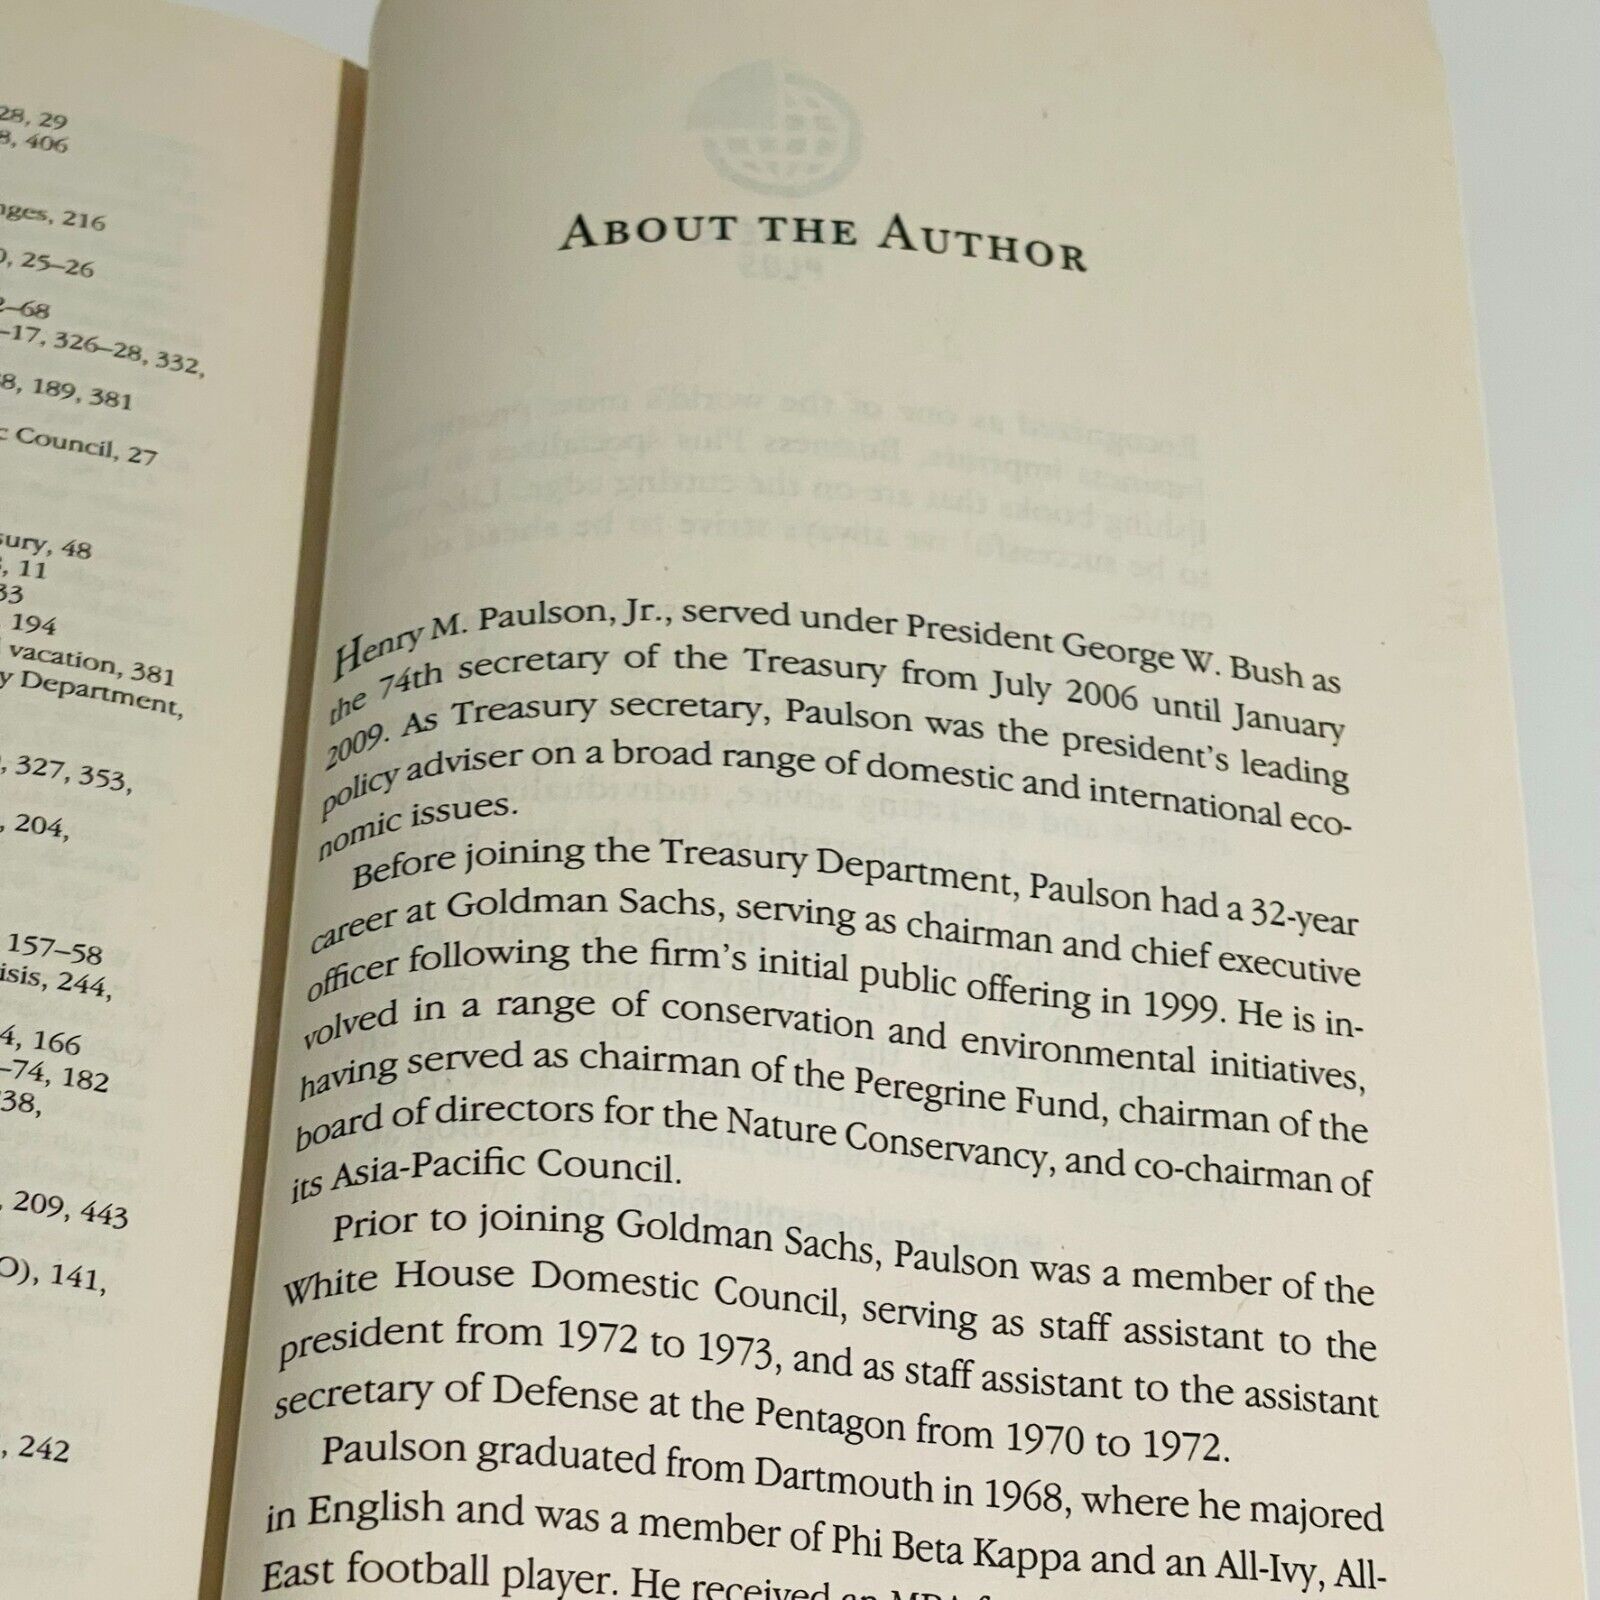 28, 29
8, 406
nges, 216
0, 25–26
2–68
–17, 326–28, 332,
8, 189, 381
c Council, 27
sury, 48
, 11
33
194
vacation, 381
y Department,
, 327, 353,
, 204,
157–58
isis, 244,
4, 166
–74, 182
38,
, 209, 443
O), 141,
, 242
ABOUT THE AUTHOR
PLUS
Henry M. Paulson, Jr., served under President George W. Bush as
the 74th secretary of the Treasury from July 2006 until January
2009. As Treasury secretary, Paulson was the president's leading
policy adviser on a broad range of domestic and international eco-
nomic issues.
Before joining the Treasury Department, Paulson had a 32-year
career at Goldman Sachs, serving as chairman and chief executive
officer following the firm's initial public offering in 1999. He is in-
volved in a range of conservation and environmental initiatives,
having served as chairman of the Peregrine Fund, chairman of the
board of directors for the Nature Conservancy, and co-chairman of
its Asia-Pacific Council.
Prior to joining Goldman Sachs, Paulson was a member of the
White House Domestic Council, serving as staff assistant to the
president from 1972 to 1973, and as staff assistant to the assistant
secretary of Defense at the Pentagon from 1970 to 1972.
Paulson graduated from Dartmouth in 1968, where he majored
in English and was a member of Phi Beta Kappa and an All-Ivy, All-
East football player. He received an MBA